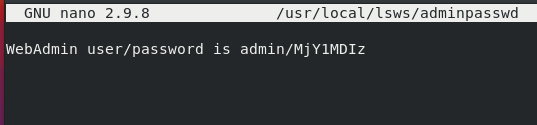 GNU nano 2.9.8 /usr/local/lsws/adminpasswd
WebAdmin user/password is admin/MjY1MDIz